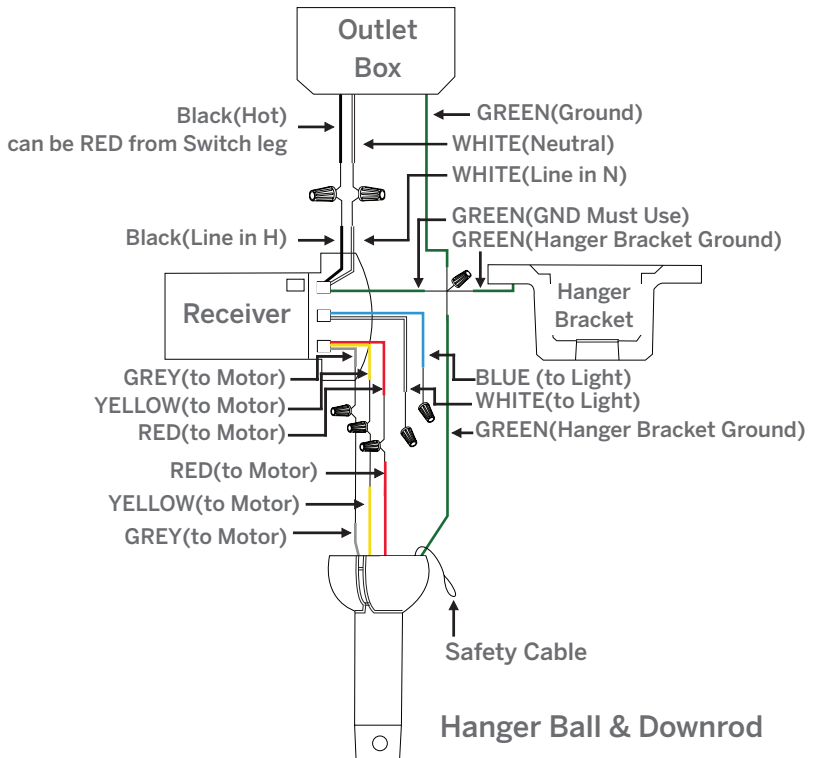 Outlet
Box
Black(Hot)
can be RED from Switch leg
GREEN(Ground)
WHITE(Neutral)
WHITE(Line in N)
GREEN(GND Must Use)
Black(Line in H)
GREEN(Hanger Bracket Ground)
Receiver
Hanger
Bracket
GREY(to Motor)
BLUE (to Light)
YELLOW(to Motor)
WHITE(to Light)
RED(to Motor)
GREEN(Hanger Bracket Ground)
RED(to Motor)
YELLOW(to Motor)
GREY(to Motor)
Safety Cable
Hanger Ball & Downrod